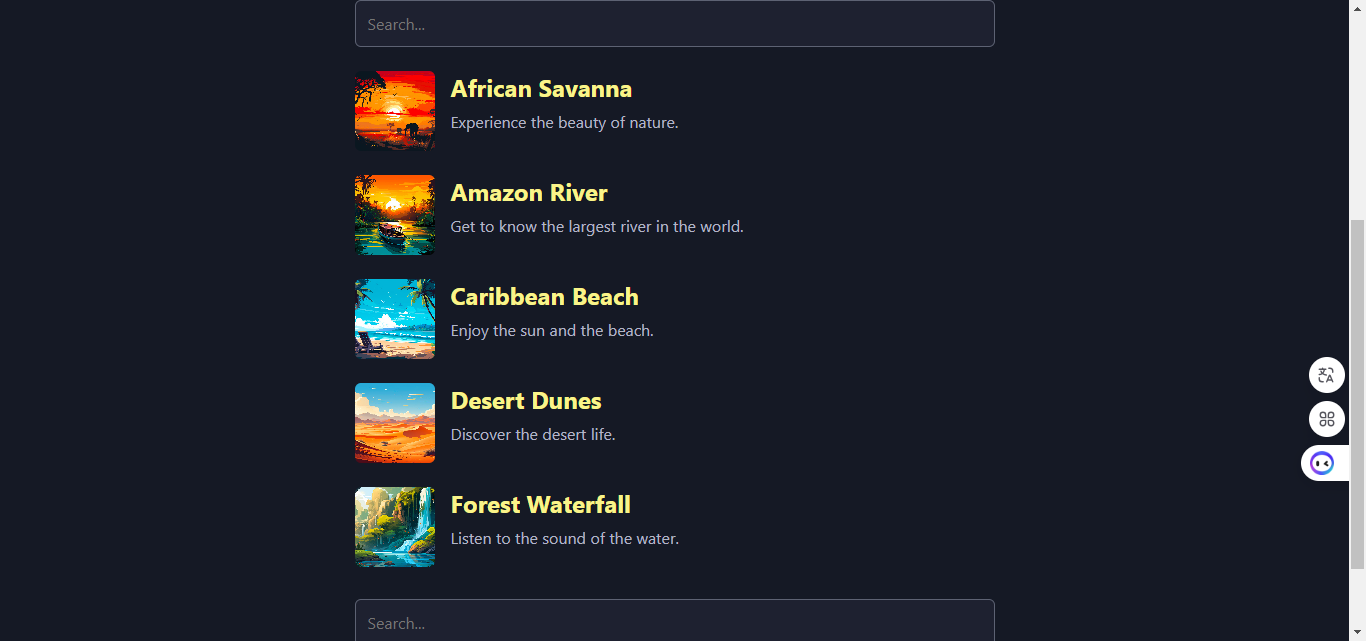 Search...
African Savanna
Experience the beauty of nature.
Amazon River
Get to know the largest river in the world.
Caribbean Beach
Enjoy the sun and the beach.
Desert Dunes
Discover the desert life.
Forest Waterfall
Listen to the sound of the water.
Search...